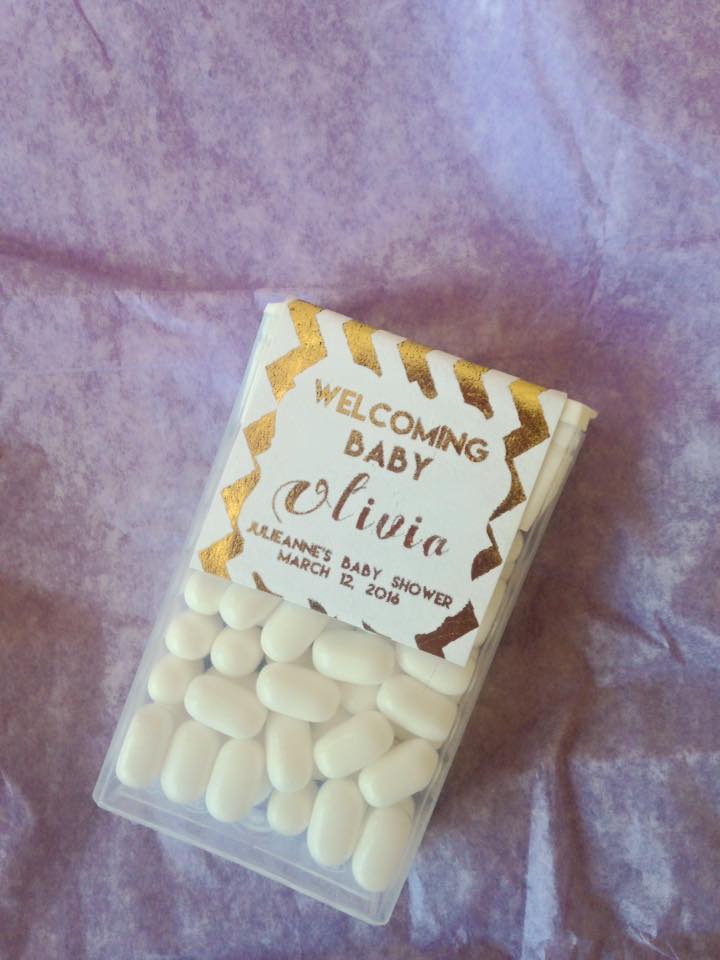 WELCOMING
BABY
Olivia
JULIEANNE'S BABY SHOWER
MARCH 12, 2016